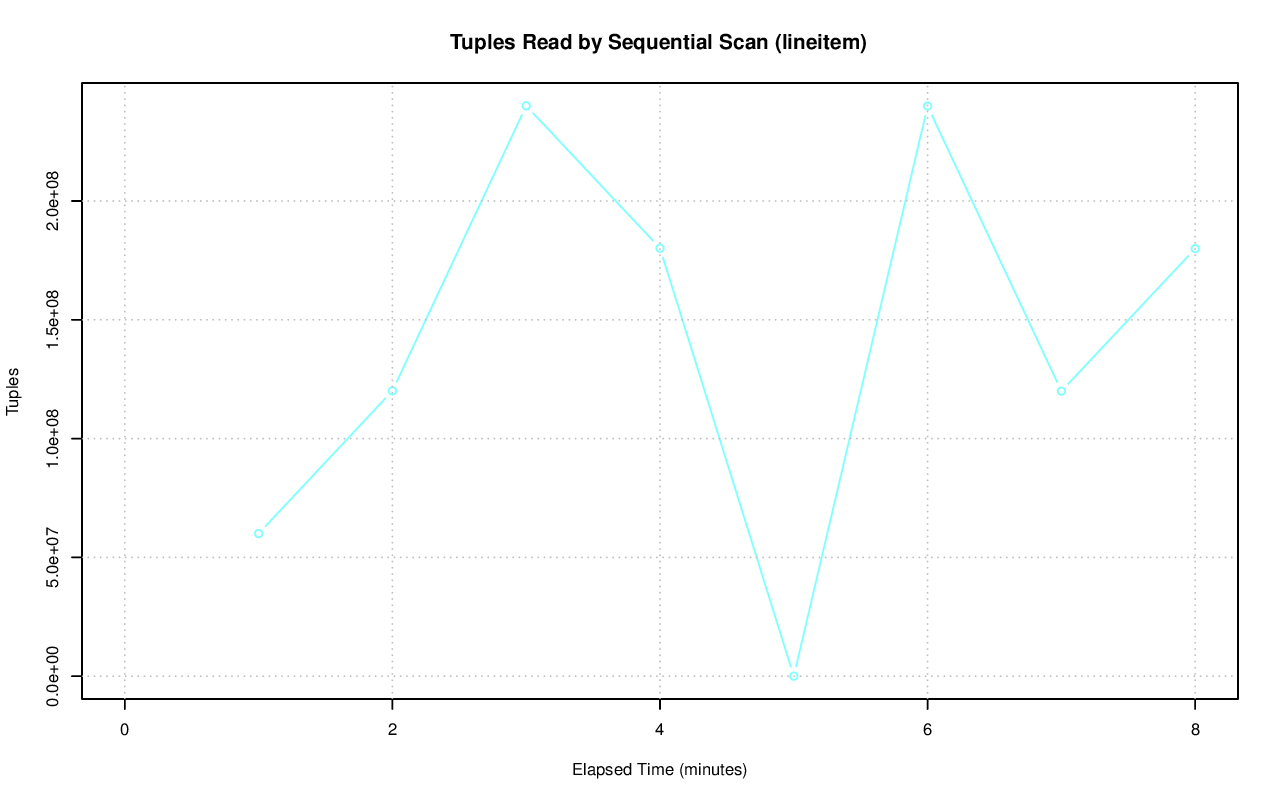 Tuples Read by Sequential Scan (lineitem)
Tuples
2.0e+08
1.5e+08
1.0e+08
5.0e+07
0.0e+00
0 2 4 6 8
Elapsed Time (minutes)